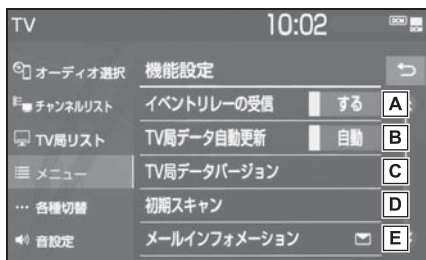 TV 10:02 DCM
オーディオ選択 機能設定
チャンネルリスト イベントリレーの受信 する A
TV局リスト TV局データ自動更新 自動 B
メニュー TV局データバージョン C
各種切替 初期スキャン D
音設定 メールインフォメーション E